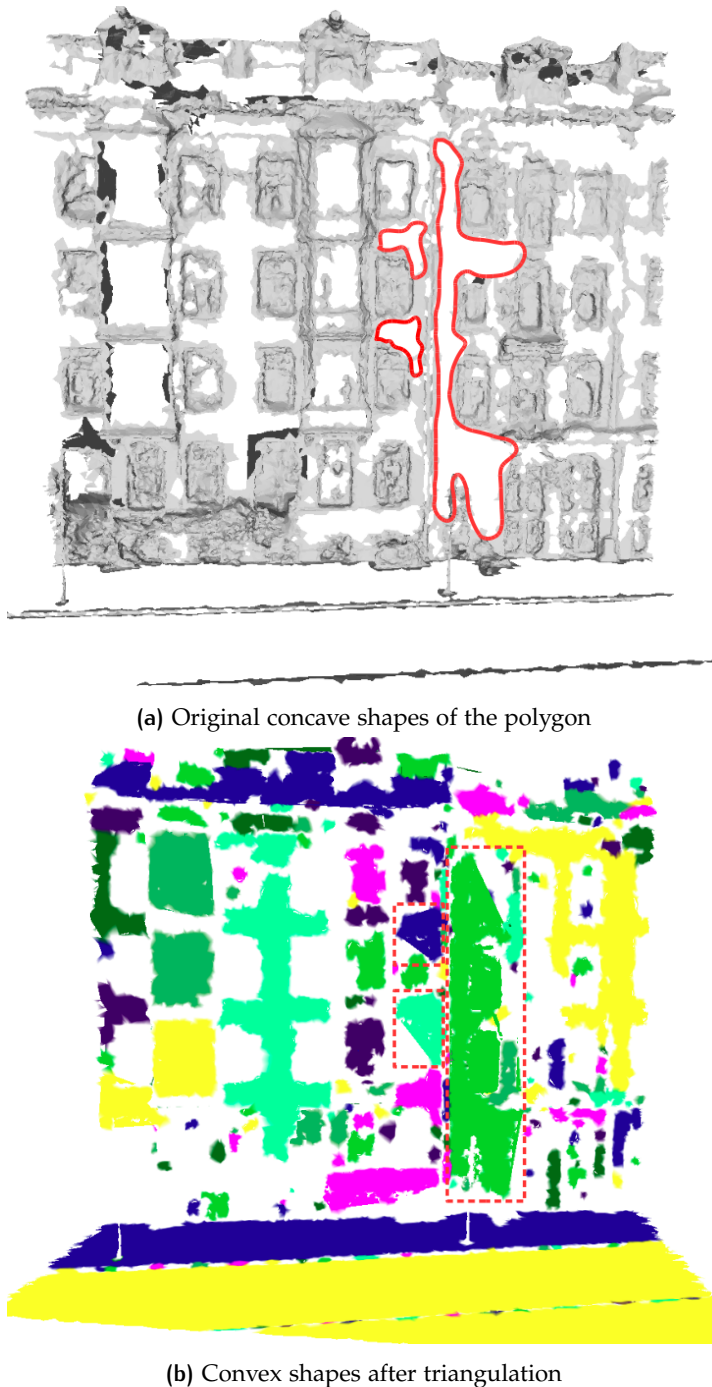 (a) Original concave shapes of the polygon
(b) Convex shapes after triangulation